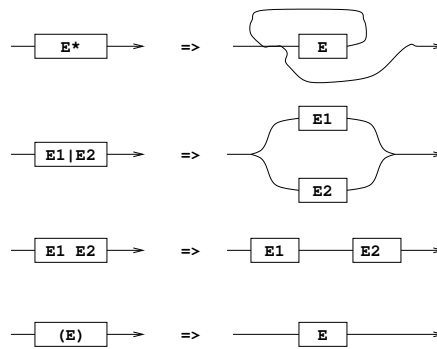 E* => E
E1|E2 => E1
E2
E1 E2 => E1 E2
(E) => E